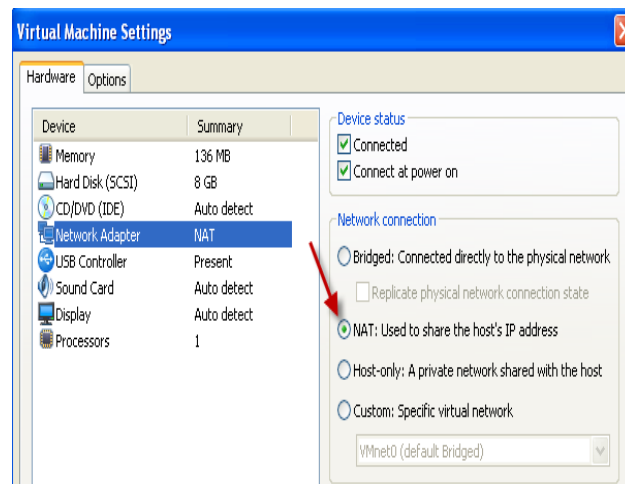 Virtual Machine Settings
Hardware Options
Device Summary
Memory 136 MB
Hard Disk (SCSI) 8 GB
CD/DVD (IDE) Auto detect
Network Adapter NAT
USB Controller Present
Sound Card Auto detect
Display Auto detect
Processors 1
Device status
Connected
Connect at power on
Network connection
Bridged: Connected directly to the physical network
Replicate physical network connection state
NAT: Used to share the host's IP address
Host-only: A private network shared with the host
Custom: Specific virtual network
VMnet0 (default Bridged)